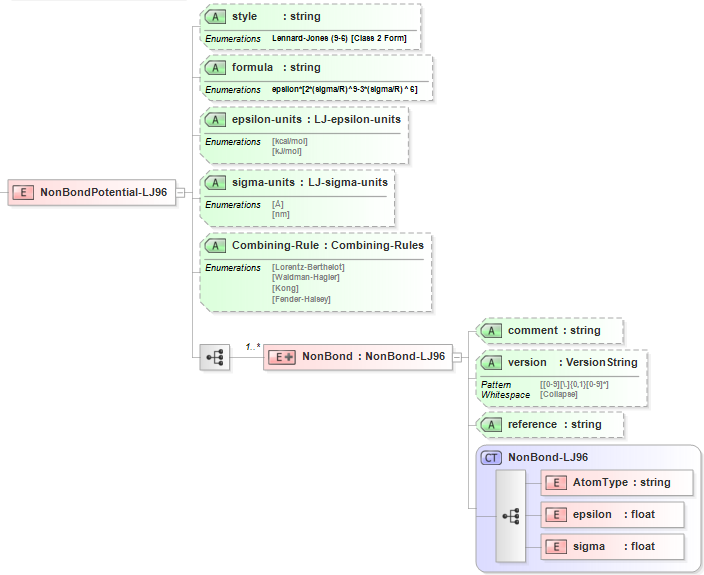 A style : string
Enumerations Lennard-Jones (9-6) [Class 2 Form]
A formula : string
Enumerations epsilon*[2*(sigma/R)^9-3*(sigma/R)^6]
A epsilon-units : LJ-epsilon-units
Enumerations [kcal/mol]
[kJ/mol]
A sigma-units : LJ-sigma-units
Enumerations [Å]
[nm]
E NonBondPotential-LJ96
A Combining-Rule : Combining-Rules
Enumerations [Lorentz-Berthelot]
[Waldman-Hagler]
[Kong]
[Fender-Halsey]
1..*
E NonBond : NonBond-LJ96
A comment : string
A version : VersionString
Pattern [[0-9][\.]{0,1}[0-9]*]
Whitespace [Collapse]
A reference : string
CT NonBond-LJ96
E AtomType : string
E epsilon : float
E sigma : float